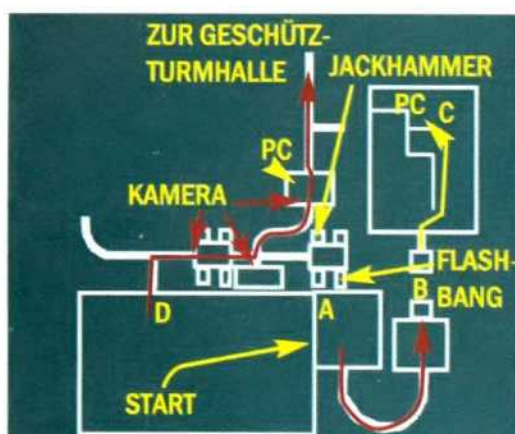 ZUR GESCHÜTZ-
TURMHALLE
JACKHAMMER
PC
C
PC
KAMERA
FLASH-
BANG
D
A
B
START